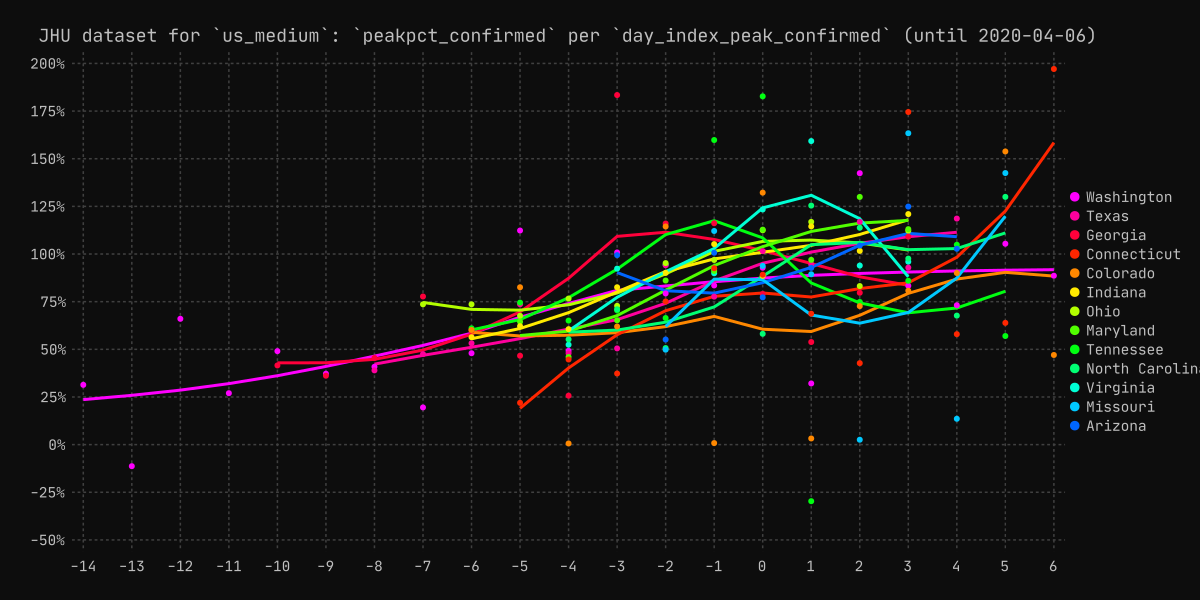 JHU dataset for `us_medium`: `peakpct_confirmed` per `day_index_peak_confirmed` (until 2020-04-06)
200%
175%
150%
125%
100%
75%
50%
25%
0%
-25%
-50%
-14 -13 -12 -11 -10 -9 -8 -7 -6 -5 -4 -3 -2 -1 0 1 2 3 4 5 6
Washington
Texas
Georgia
Connecticut
Colorado
Indiana
Ohio
Maryland
Tennessee
North Carolina
Virginia
Missouri
Arizona